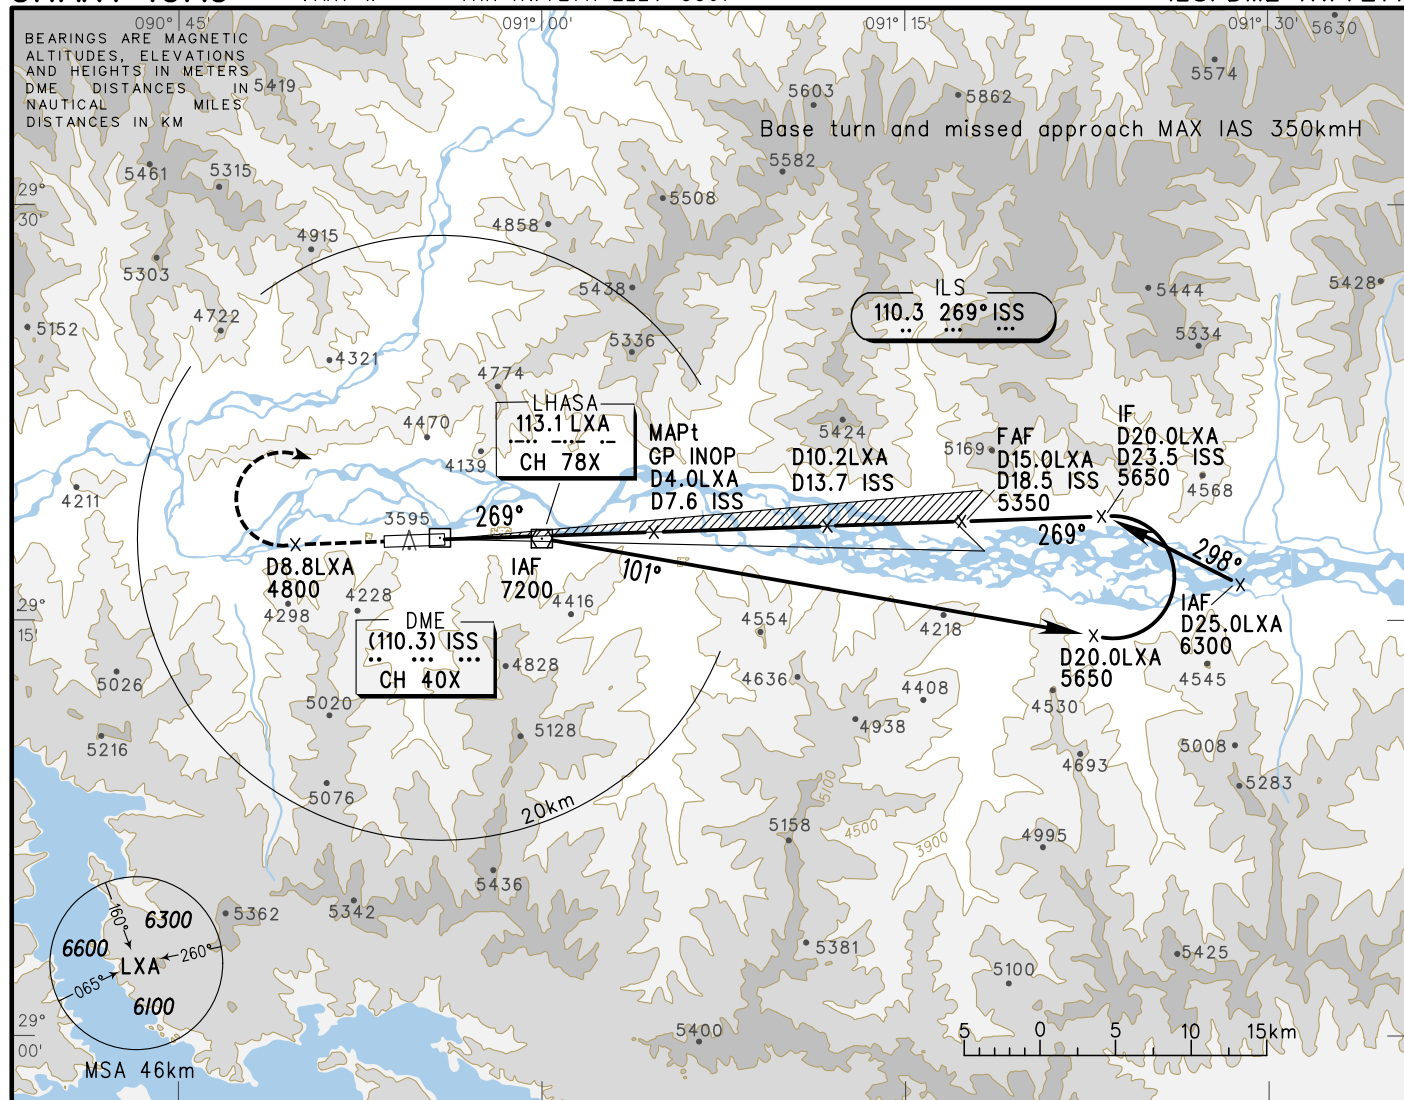 090° 45'
091° 00'
091° 15'
091° 30'
BEARINGS ARE MAGNETIC
ALTITUDES, ELEVATIONS
AND HEIGHTS IN METERS
DME DISTANCES IN
NAUTICAL MILES
DISTANCES IN KM
5419
5630
5574
5603
5862
Base turn and missed approach MAX IAS 350kmH
5582
5461
5315
29°
30'
5508
4858
4915
5303
5438
5444
5428
ILS
110.3 269° ISS
5152
4722
4321
5336
5334
4774
LHASA
113.1 LXA
CH 78X
4470
4139
5424
MAPt
GP INOP
D4.0LXA
D7.6 ISS
D10.2LXA
D13.7 ISS
5169
FAF
D15.0LXA
D18.5 ISS
5350
IF
D20.0LXA
D23.5 ISS
5650
4568
4211
3595
269°
269°
298°
D8.8LXA
4800
IAF
7200
101°
IAF
D25.0LXA
6300
29°
15'
4298
4228
4416
4554
4218
DME
(110.3) ISS
CH 40X
D20.0LXA
5650
4545
4828
4636
5026
5020
4408
4530
4938
5128
5216
5008
4693
5283
5076
20km
5100
4500
3900
5158
4995
5436
5362
5342
160°
6300
6600
LXA
260°
065°
6100
5381
5425
5100
29°
00'
5400
5 0 5 10 15km
MSA 46km